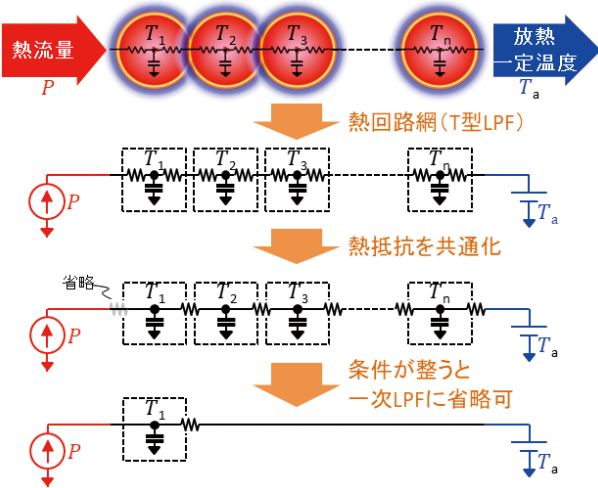 熱流量
P
T1 T2 T3 Tn
放熱
一定温度
Ta
熱回路網(T型LPF)
T1 T2 T3 Tn
P
Ta
熱抵抗を共通化
省略
T1 T2 T3 Tn
P
Ta
条件が整うと
一次LPFに省略可
T1
P
Ta